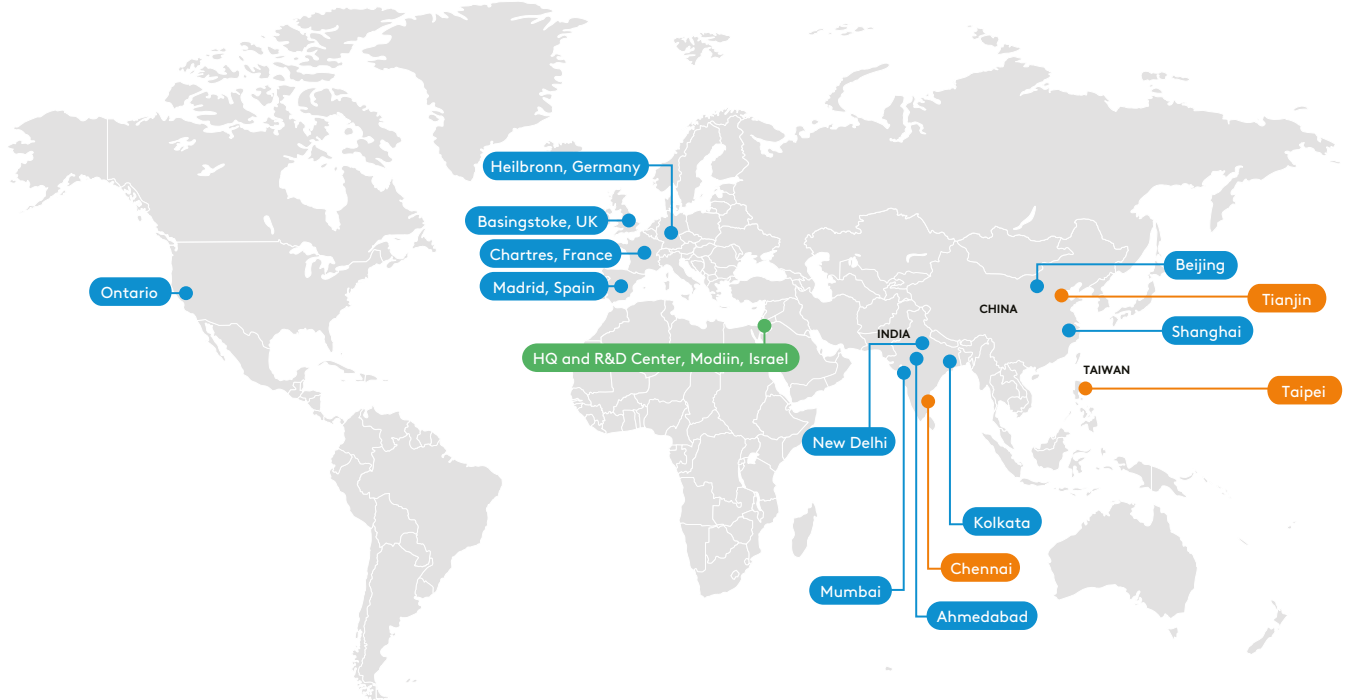 Heilbronn, Germany
Basingstoke, UK
Chartres, France
Madrid, Spain
Ontario
HQ and R&D Center, Modiin, Israel
Beijing
Tianjin
CHINA
Shanghai
INDIA
TAIWAN
Taipei
New Delhi
Kolkata
Chennai
Mumbai
Ahmedabad